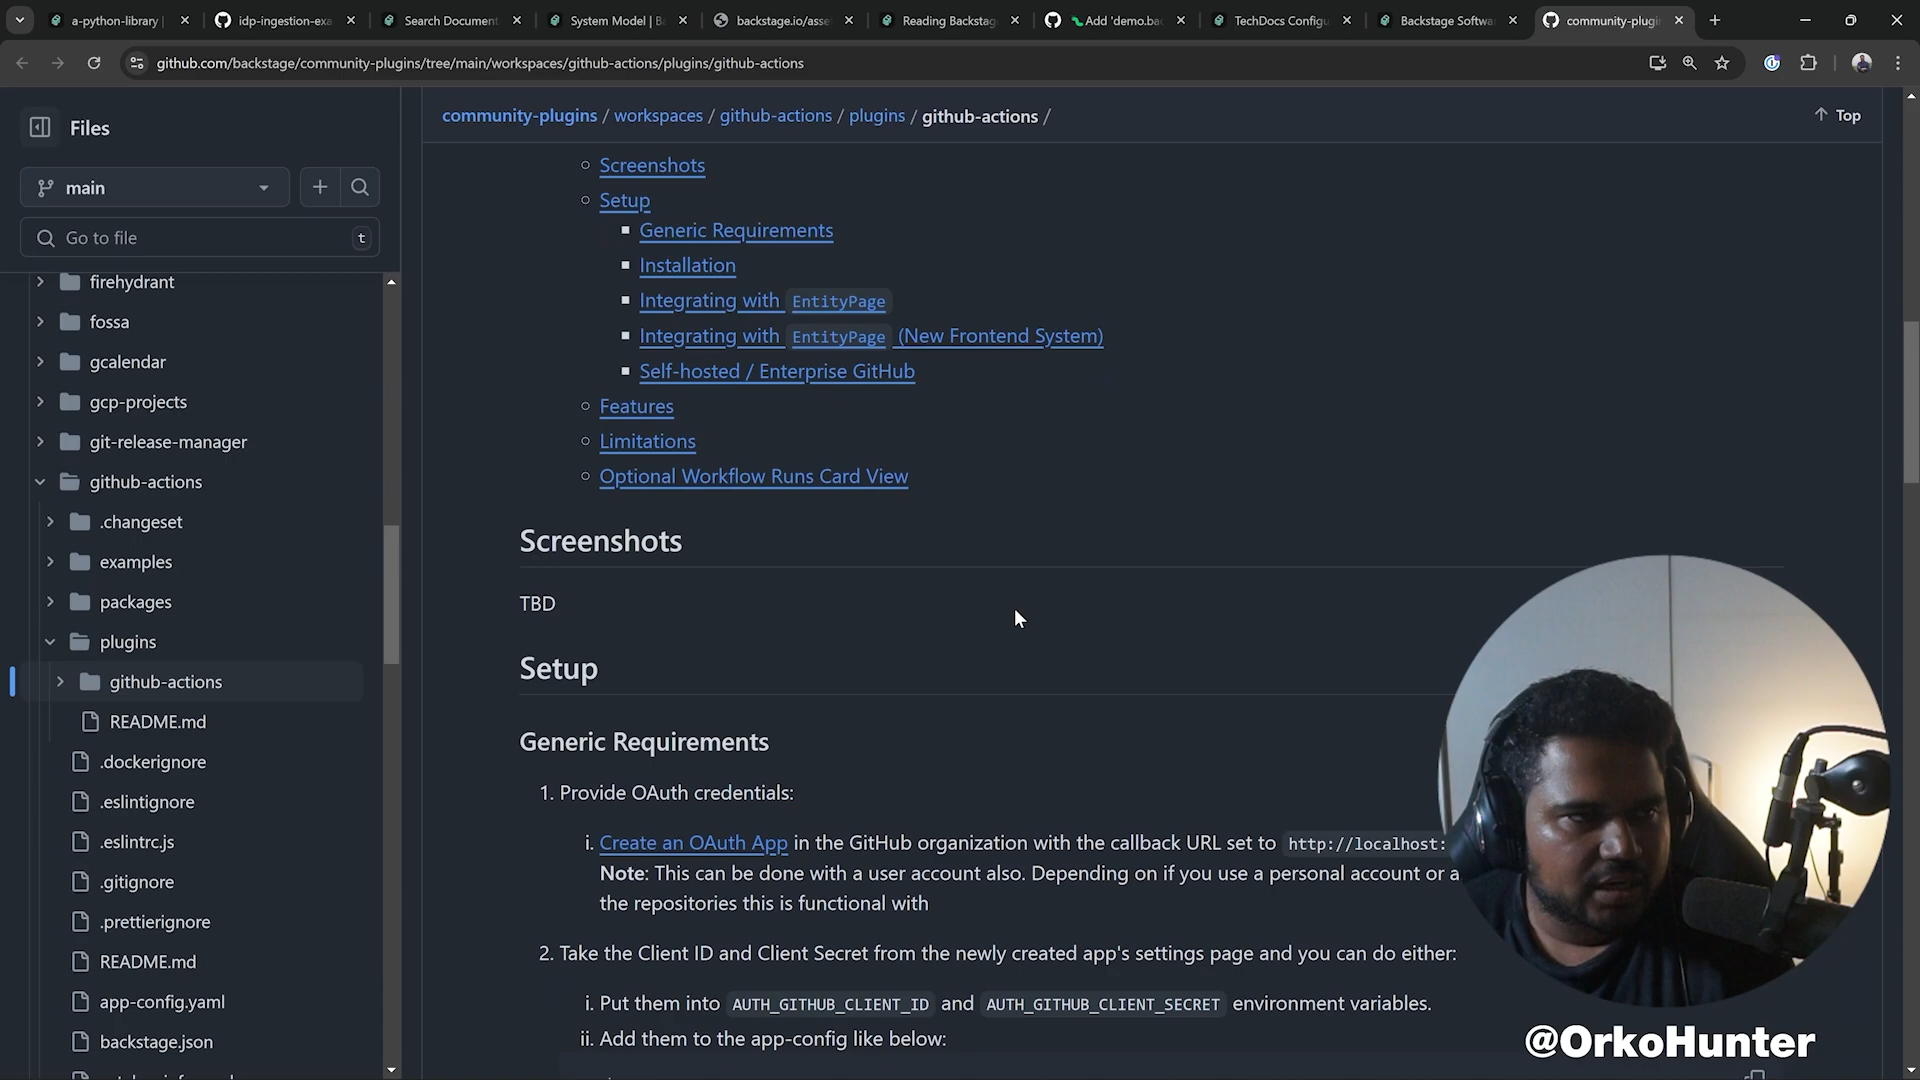 a-python-library |
idp-ingestion-exa
Search Document
System Model | Ba
backstage.io/asse
Reading Backstag
Add 'demo.ba
TechDocs Configu
Backstage Softwa
community-plugi
github.com/backstage/community-plugins/tree/main/workspaces/github-actions/plugins/github-actions
Files
main
Go to file
t
firehydrant
fossa
gcalendar
gcp-projects
git-release-manager
github-actions
.changeset
examples
packages
plugins
github-actions
README.md
.dockerignore
.eslintignore
.eslintrc.js
.gitignore
.prettierignore
README.md
app-config.yaml
backstage.json
community-plugins / workspaces / github-actions / plugins / github-actions /
Top
Screenshots
Setup
Generic Requirements
Installation
Integrating with EntityPage
Integrating with EntityPage (New Frontend System)
Self-hosted / Enterprise GitHub
Features
Limitations
Optional Workflow Runs Card View
Screenshots
TBD
Setup
Generic Requirements
1. Provide OAuth credentials:
i. Create an OAuth App in the GitHub organization with the callback URL set to http://localhost:
Note: This can be done with a user account also. Depending on if you use a personal account or a
the repositories this is functional with
2. Take the Client ID and Client Secret from the newly created app's settings page and you can do either:
i. Put them into AUTH_GITHUB_CLIENT_ID and AUTH_GITHUB_CLIENT_SECRET environment variables.
ii. Add them to the app-config like below:
@OrkoHunter